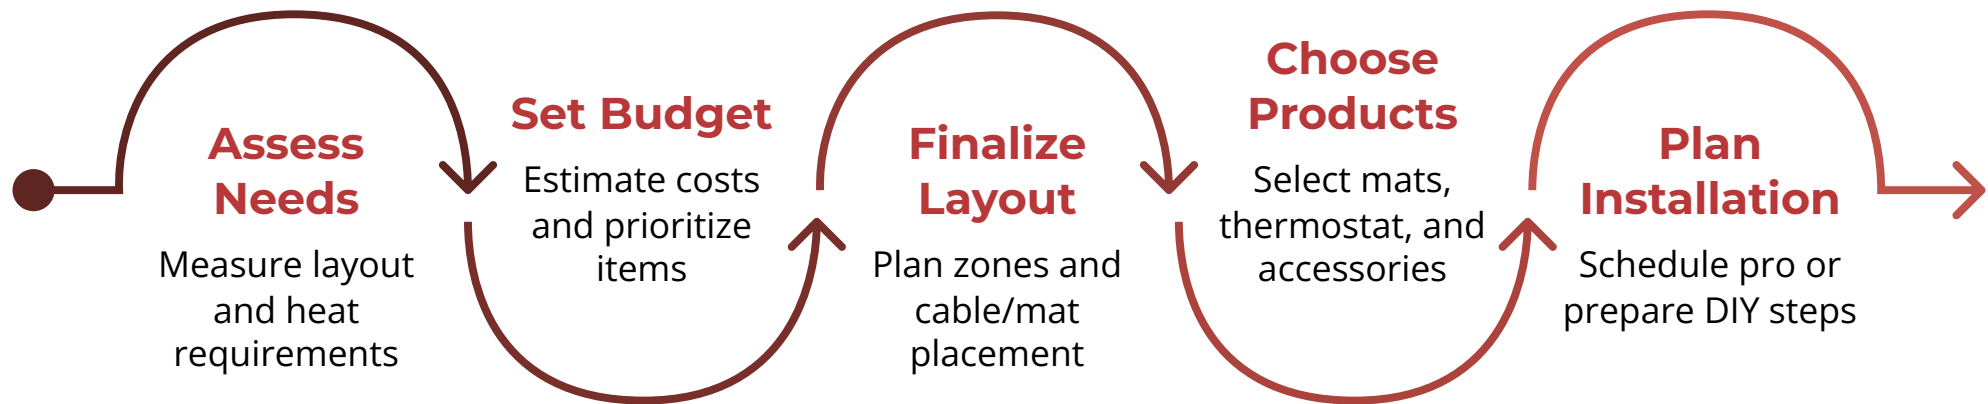 Assess
Needs
Measure layout
and heat
requirements
Set Budget
Estimate costs
and prioritize
items
Finalize
Layout
Plan zones and
cable/mat
placement
Choose
Products
Select mats,
thermostat, and
accessories
Plan
Installation
Schedule pro or
prepare DIY steps